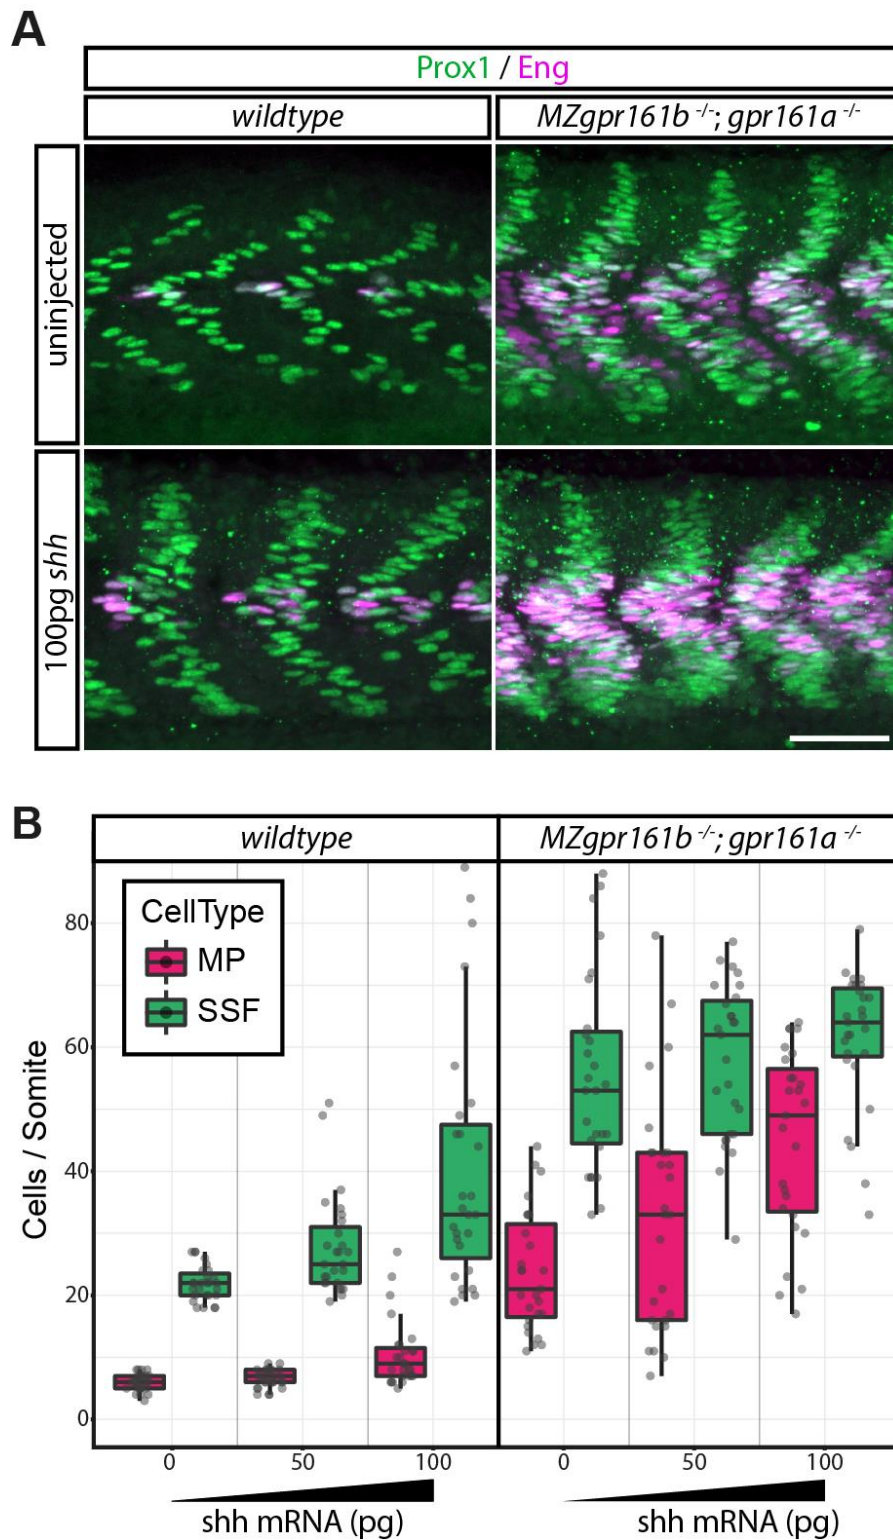 A
Prox1 / Eng
wildtype
MZgpr161b -/-; gpr161a -/-
uninjected
100pg shh
B
wildtype
MZgpr161b -/-; gpr161a -/-
CellType
MP
SSF
Cells / Somite
80
60
40
20
0
0 50 100
0 50 100
shh mRNA (pg)
shh mRNA (pg)